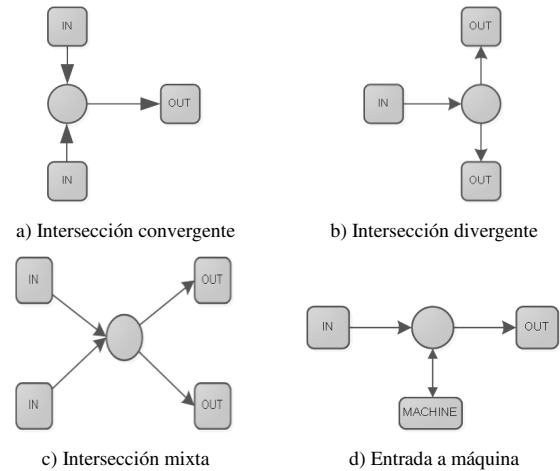 IN
OUT
IN
a) Intersección convergente
OUT
IN
OUT
b) Intersección divergente
IN
OUT
IN
OUT
c) Intersección mixta
IN
OUT
MACHINE
d) Entrada a máquina